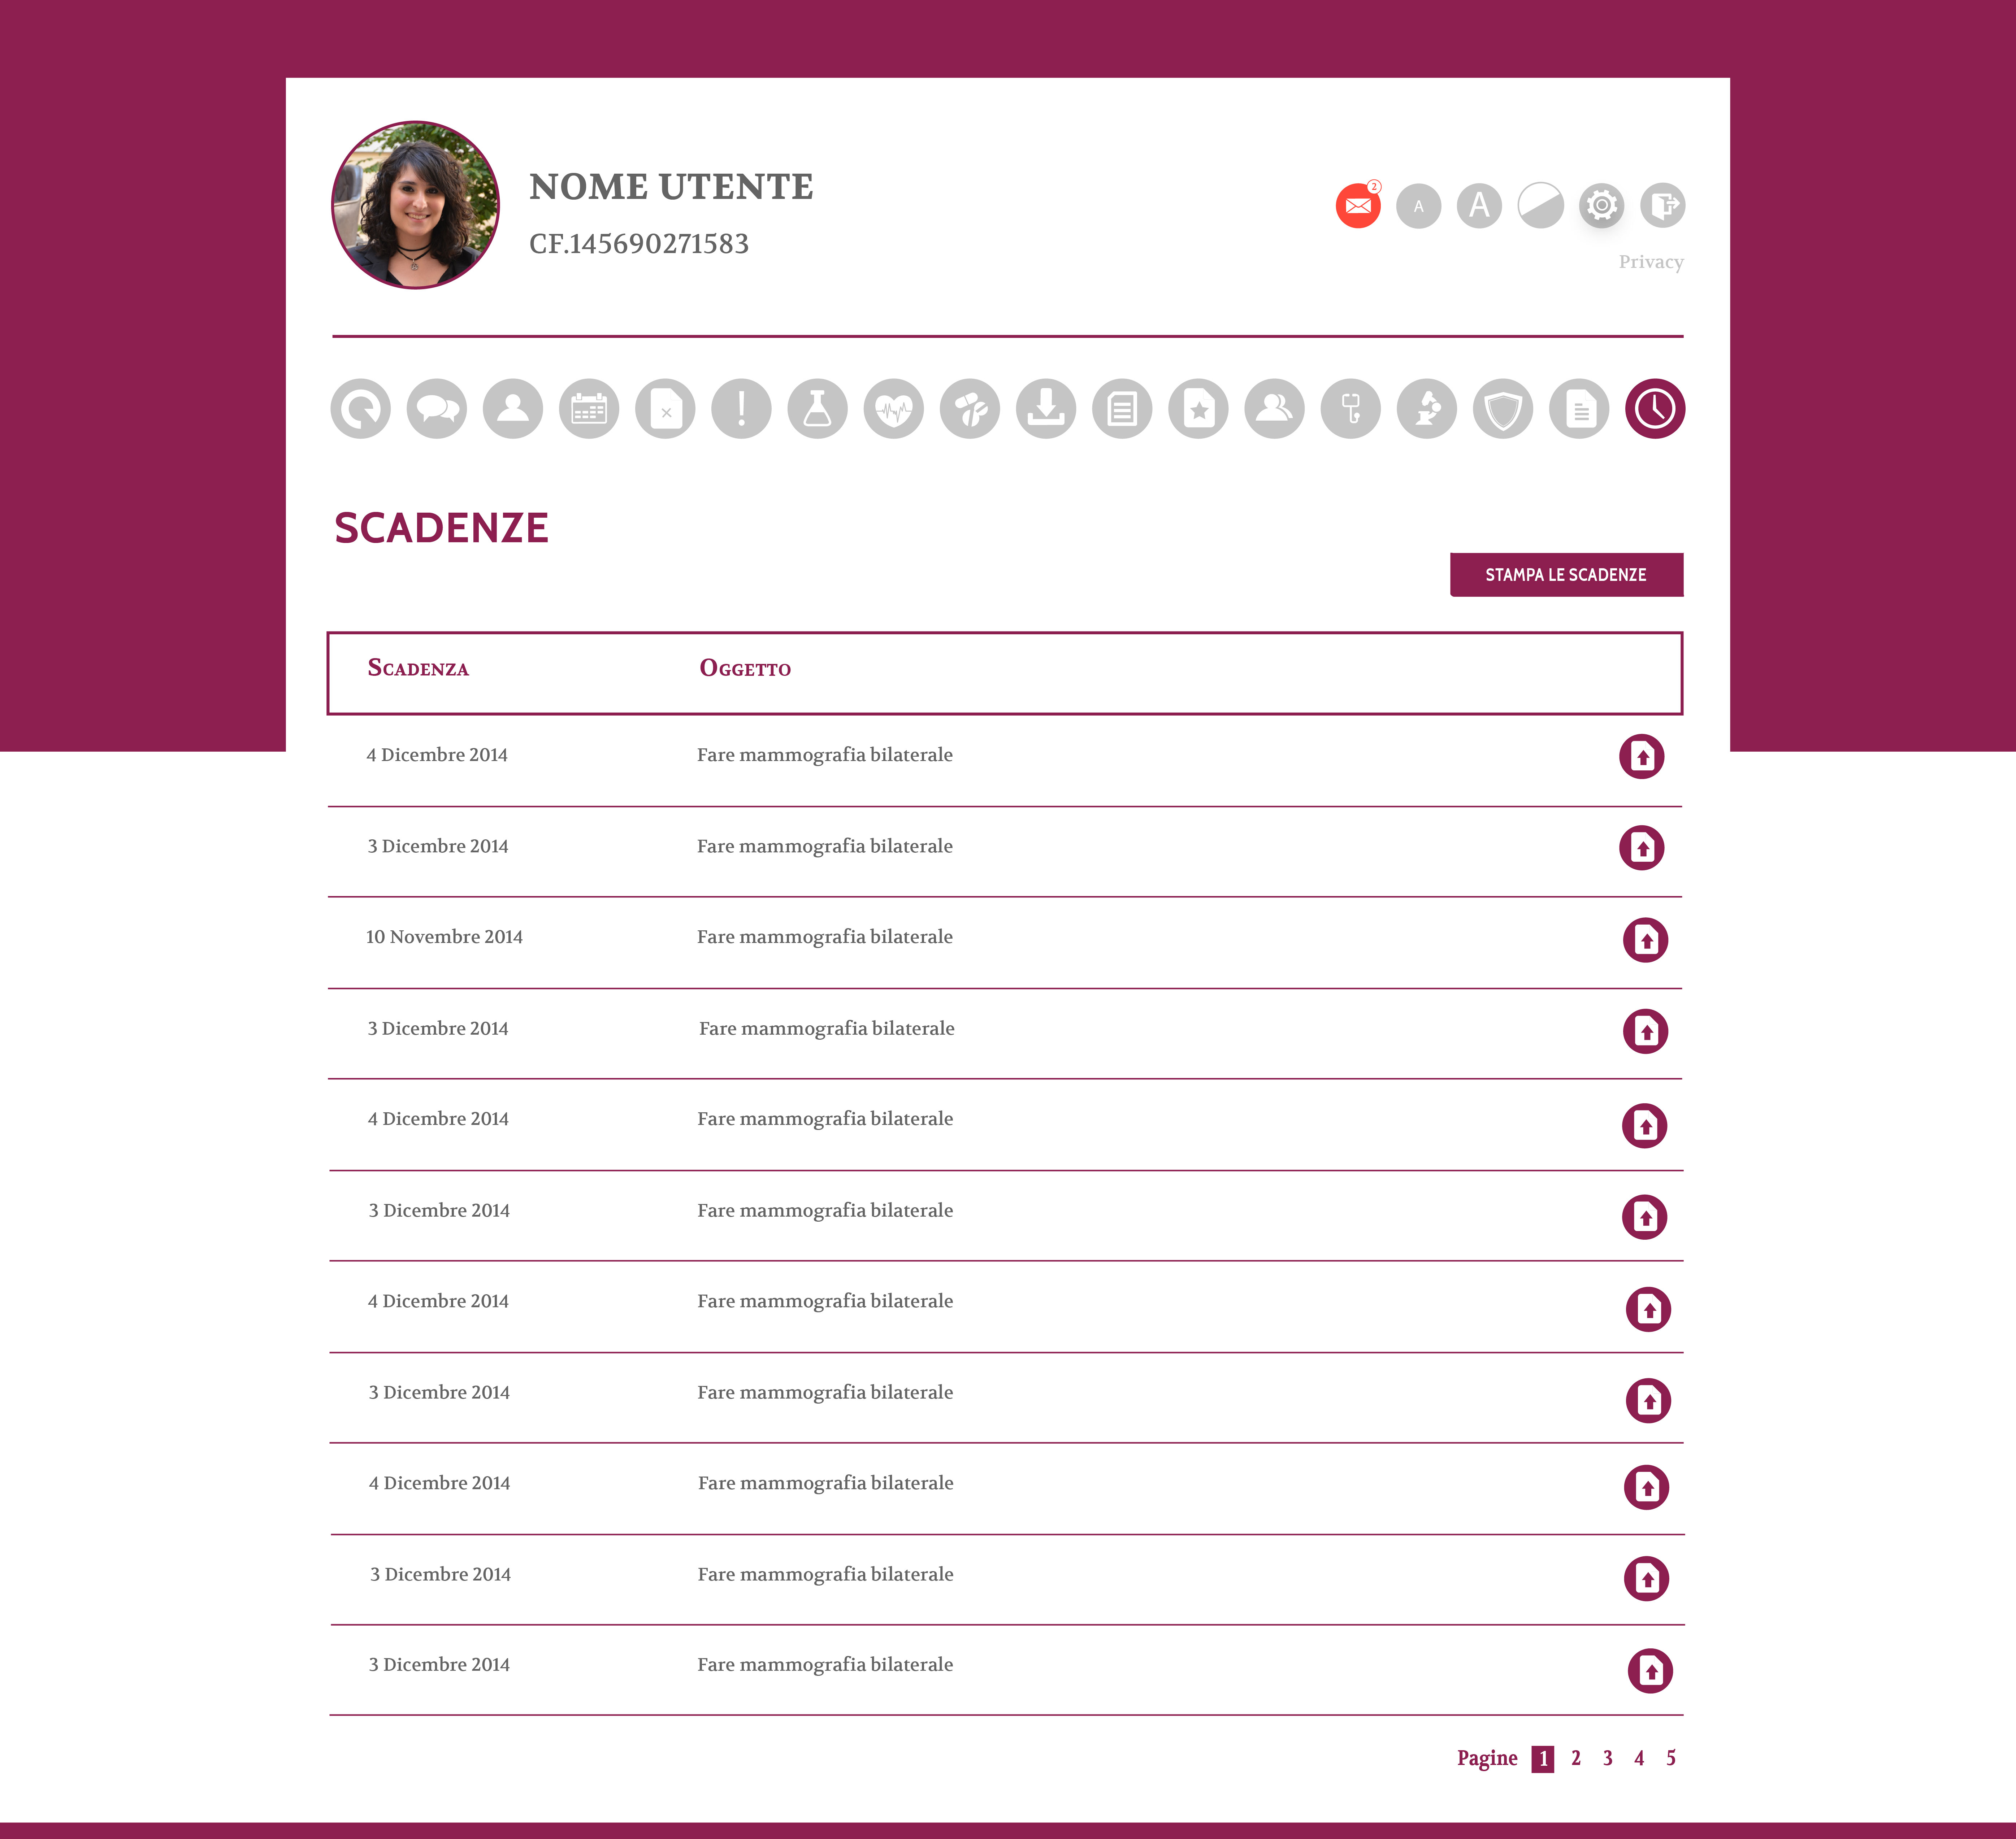 NOME UTENTE
CF.145690271583
2
A A
Privacy
SCADENZE
STAMPA LE SCADENZE
Scadenza Oggetto
4 Dicembre 2014 Fare mammografia bilaterale
3 Dicembre 2014 Fare mammografia bilaterale
10 Novembre 2014 Fare mammografia bilaterale
3 Dicembre 2014 Fare mammografia bilaterale
4 Dicembre 2014 Fare mammografia bilaterale
3 Dicembre 2014 Fare mammografia bilaterale
4 Dicembre 2014 Fare mammografia bilaterale
3 Dicembre 2014 Fare mammografia bilaterale
4 Dicembre 2014 Fare mammografia bilaterale
3 Dicembre 2014 Fare mammografia bilaterale
3 Dicembre 2014 Fare mammografia bilaterale
Pagine 1 2 3 4 5